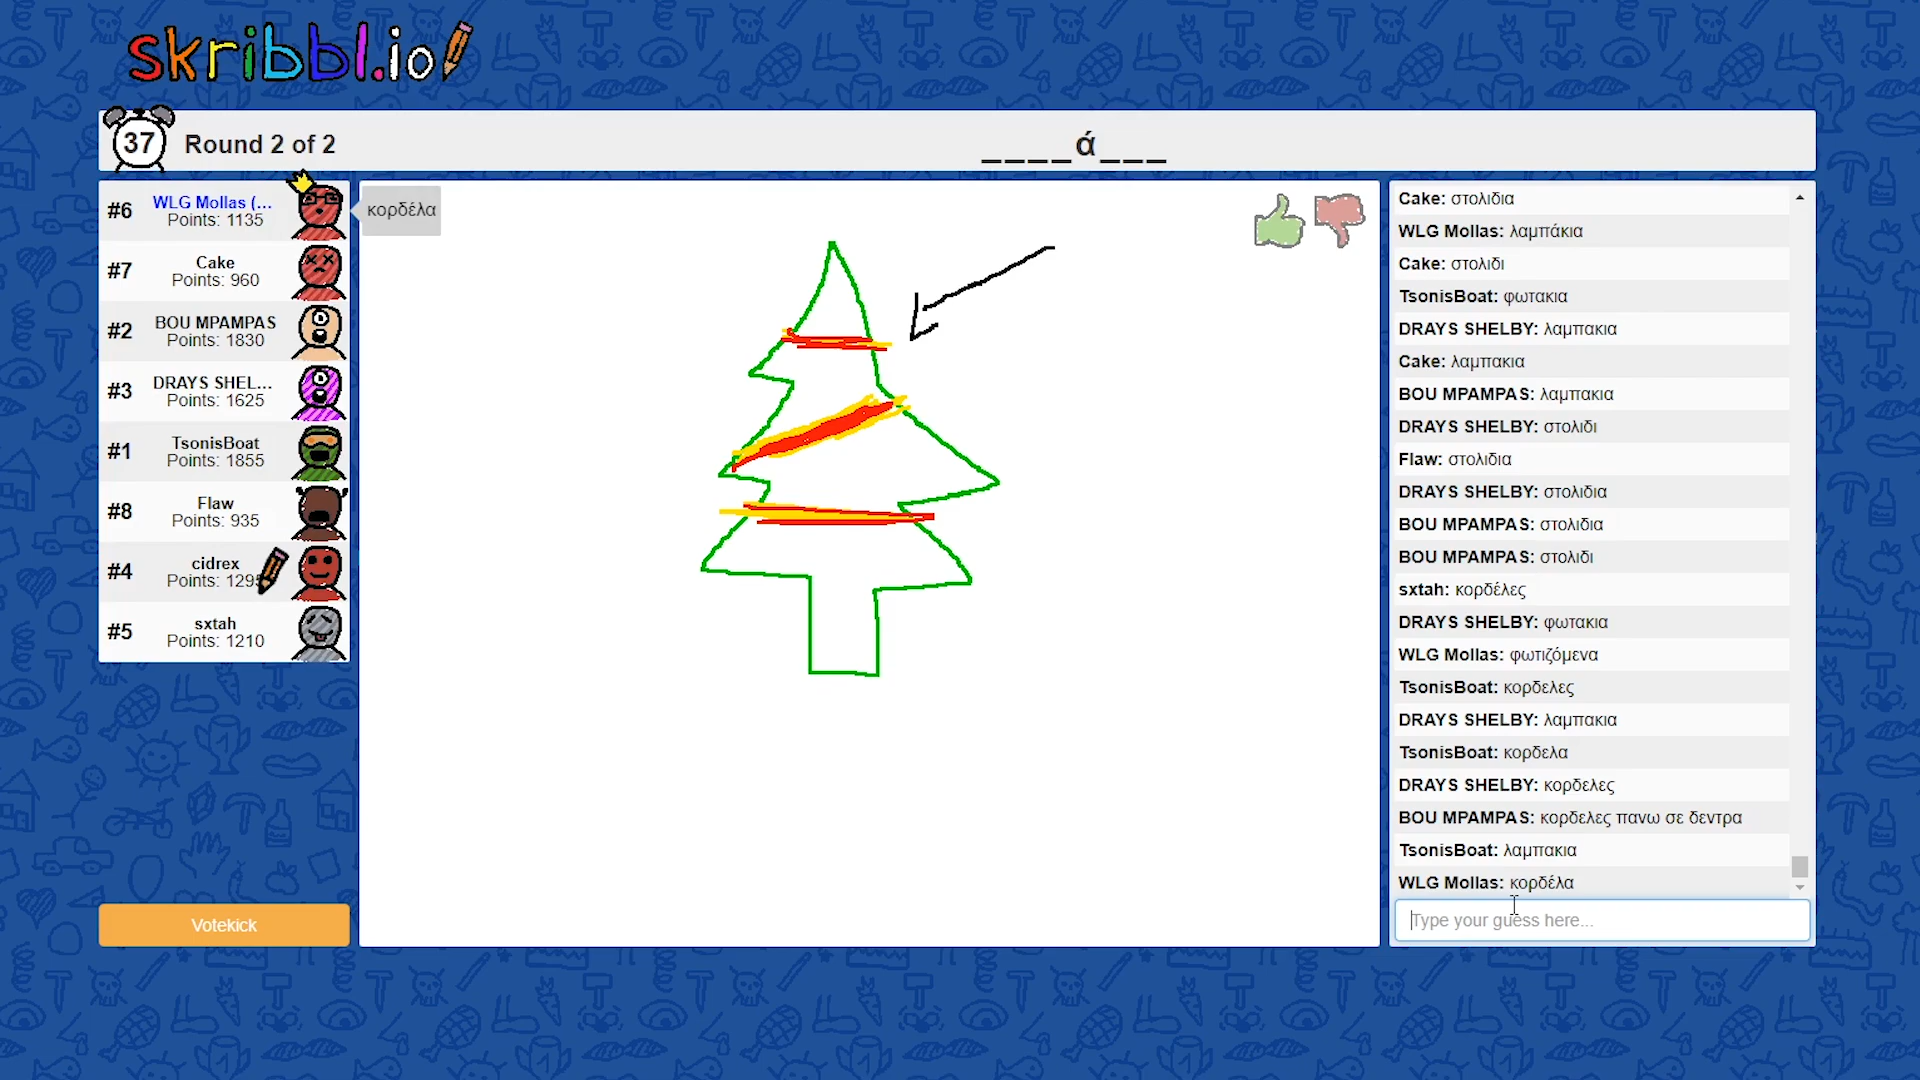 skribbl.io
37
Round 2 of 2
_ _ _ _ ά _ _ _
#6
WLG Mollas (...
Points: 1135
κορδέλα
#7
Cake
Points: 960
#2
BOU MPAMPAS
Points: 1830
#3
DRAYS SHEL...
Points: 1625
#1
TsonisBoat
Points: 1855
#8
Flaw
Points: 935
#4
cidrex
Points: 1295
#5
sxtah
Points: 1210
Votekick
Cake: στολιδια
WLG Mollas: λαμπάκια
Cake: στολιδι
TsonisBoat: φωτακια
DRAYS SHELBY: λαμπακια
Cake: λαμπακια
BOU MPAMPAS: λαμπακια
DRAYS SHELBY: στολιδι
Flaw: στολιδια
DRAYS SHELBY: στολιδια
BOU MPAMPAS: στολιδια
BOU MPAMPAS: στολιδι
sxtah: κορδέλες
DRAYS SHELBY: φωτακια
WLG Mollas: φωτιζόμενα
TsonisBoat: κορδελες
DRAYS SHELBY: λαμπακια
TsonisBoat: κορδελα
DRAYS SHELBY: κορδελες
BOU MPAMPAS: κορδελες πανω σε δεντρα
TsonisBoat: λαμπακια
WLG Mollas: κορδέλα
Type your guess here...